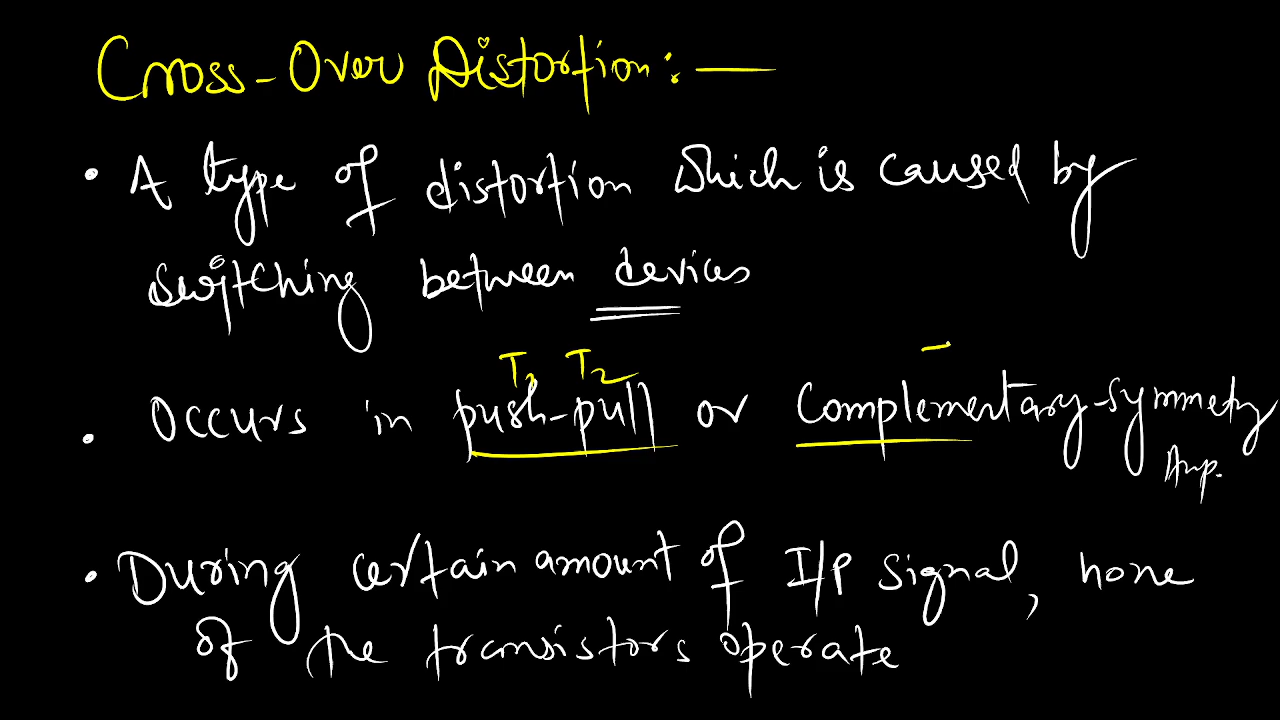 Cross-Over Distortion:—
• A type of distortion which is caused by
switching between devices
T1 T2
• Occurs in push-pull or Complementary-symmetry
Amp.
• During certain amount of I/P signal, none
of the transistors operate